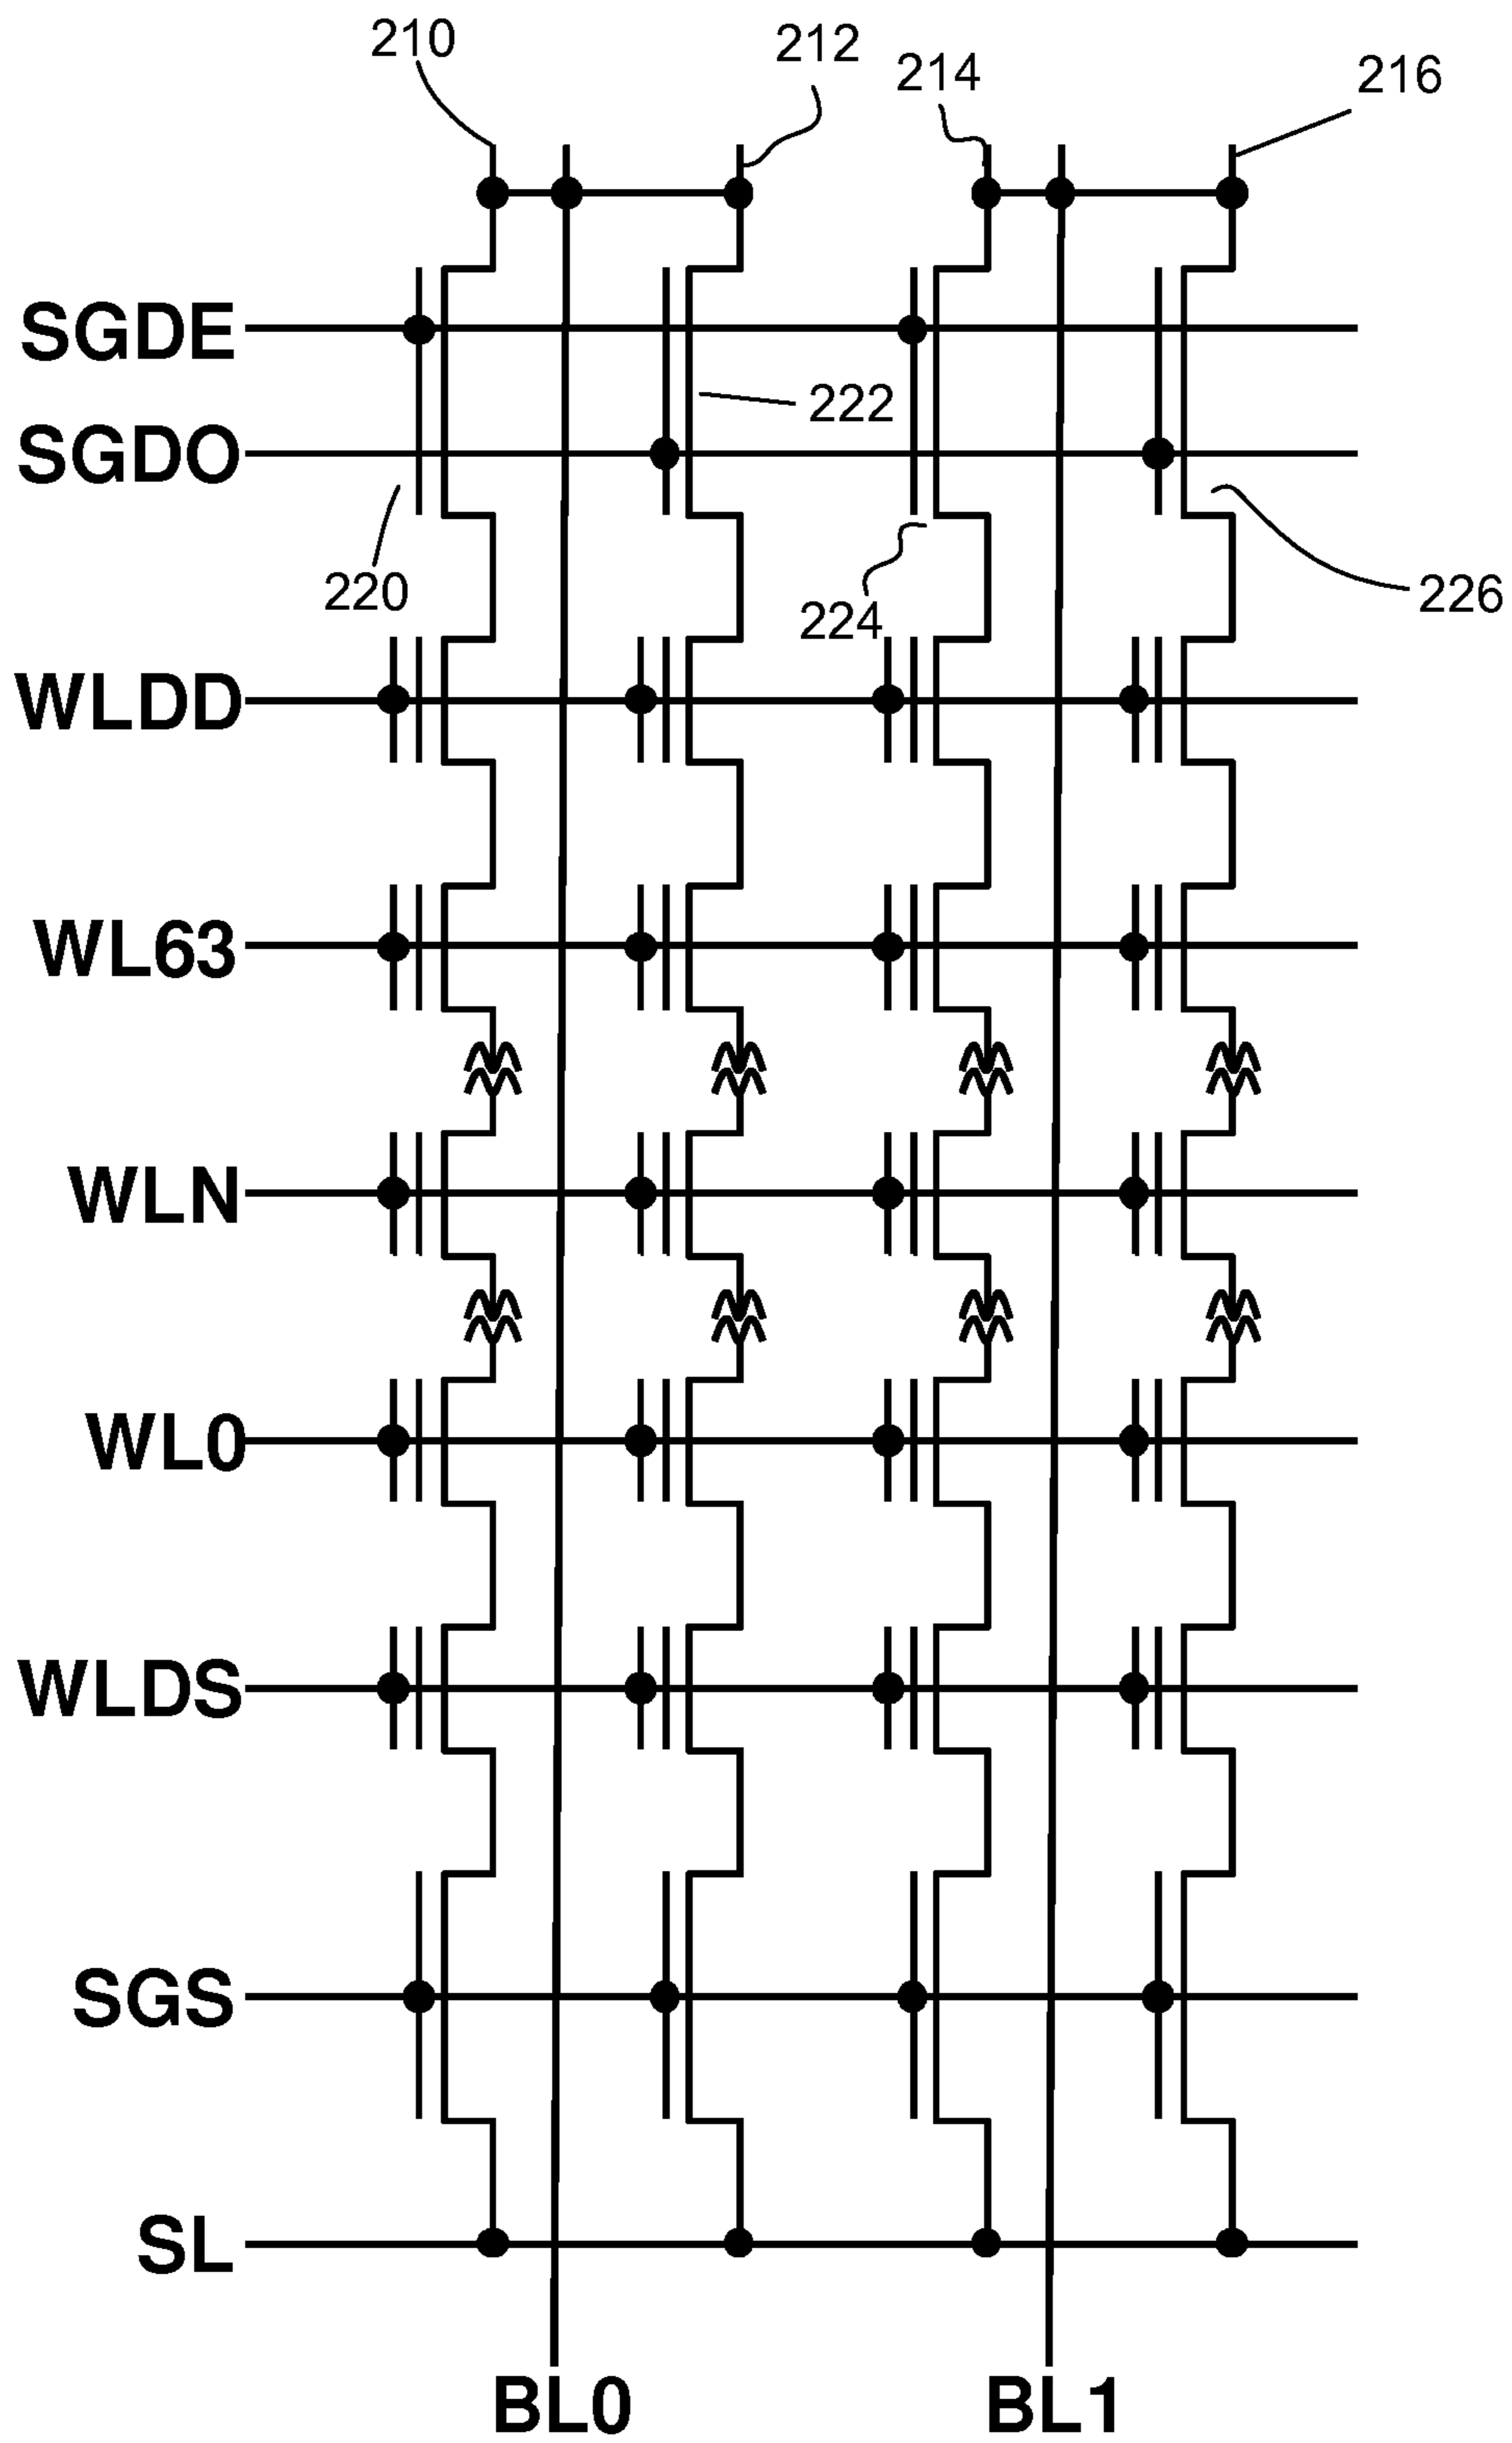 210
212
214
216
SGDE
222
SGDO
220
224
226
WLDD
WL63
WLN
WL0
WLDS
SGS
SL
BL0
BL1